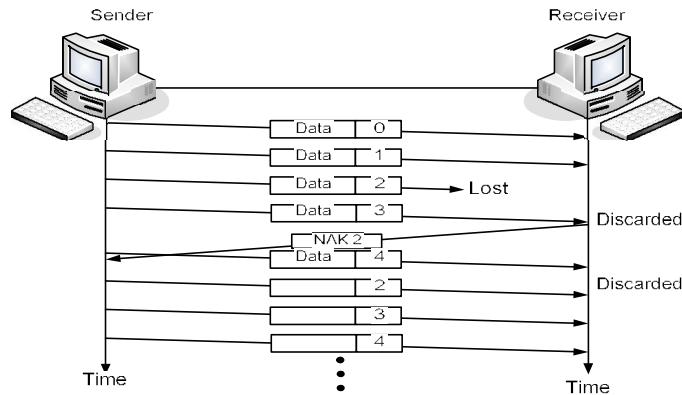 Sender
Receiver
Data 0
Data 1
Data 2
Lost
Data 3
Discarded
NAK 2
Data 4
Discarded
2
3
4
Time
Time